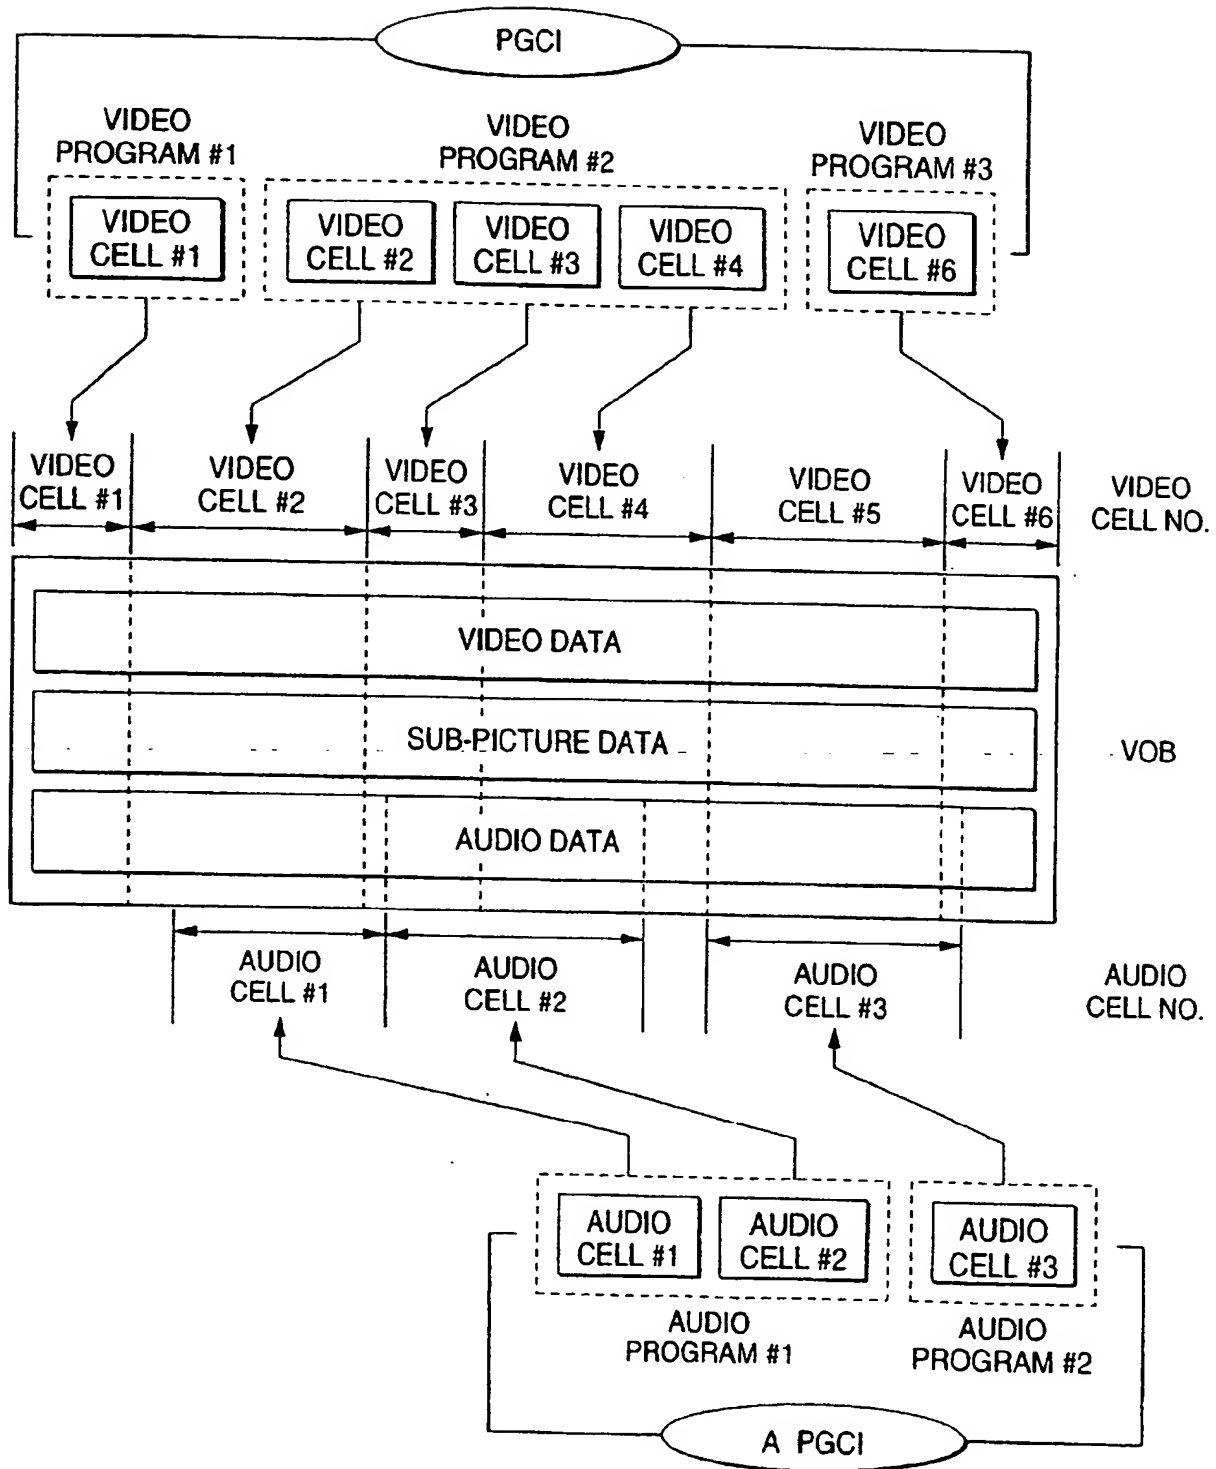 PGCI
VIDEO
PROGRAM #1
VIDEO
PROGRAM #2
VIDEO
PROGRAM #3
VIDEO
CELL #1
VIDEO
CELL #2
VIDEO
CELL #3
VIDEO
CELL #4
VIDEO
CELL #6
VIDEO
CELL #1
VIDEO
CELL #2
VIDEO
CELL #3
VIDEO
CELL #4
VIDEO
CELL #5
VIDEO
CELL #6
VIDEO
CELL NO.
VIDEO DATA
SUB-PICTURE DATA
VOB
AUDIO DATA
AUDIO
CELL #1
AUDIO
CELL #2
AUDIO
CELL #3
AUDIO
CELL NO.
AUDIO
CELL #1
AUDIO
CELL #2
AUDIO
CELL #3
AUDIO
PROGRAM #1
AUDIO
PROGRAM #2
A PGCI